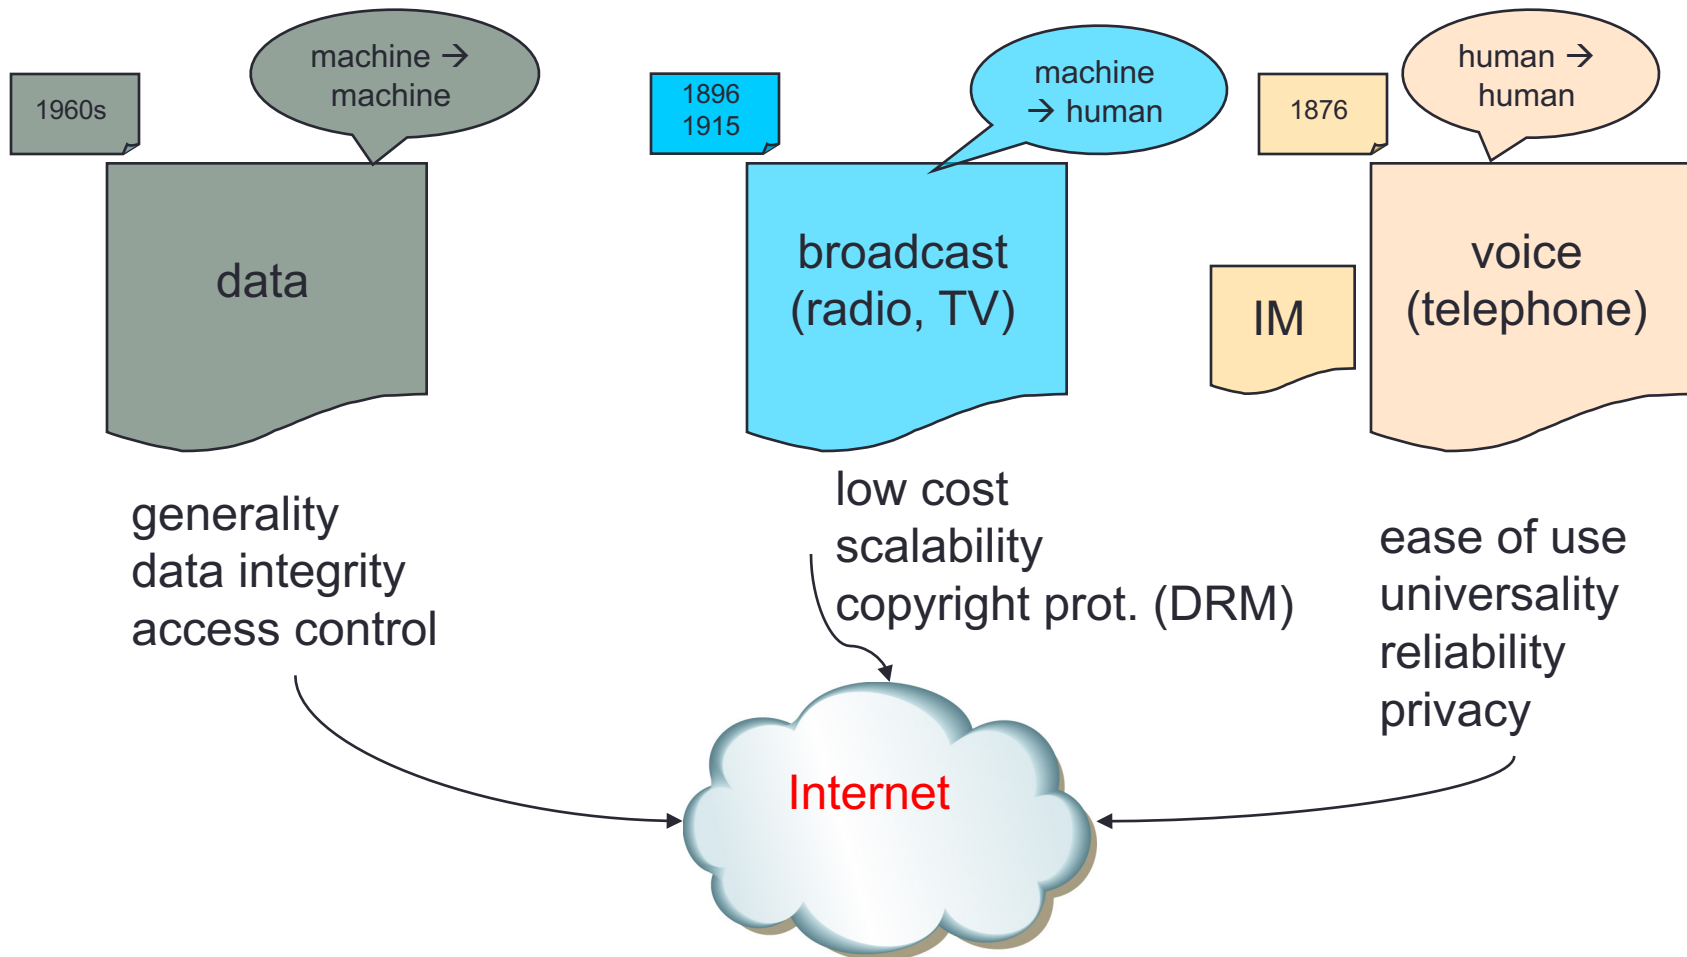 1960s
machine →
machine
data
generality
data integrity
access control
1896
1915
machine
→ human
broadcast
(radio, TV)
low cost
scalability
copyright prot. (DRM)
1876
human →
human
IM
voice
(telephone)
ease of use
universality
reliability
privacy
Internet